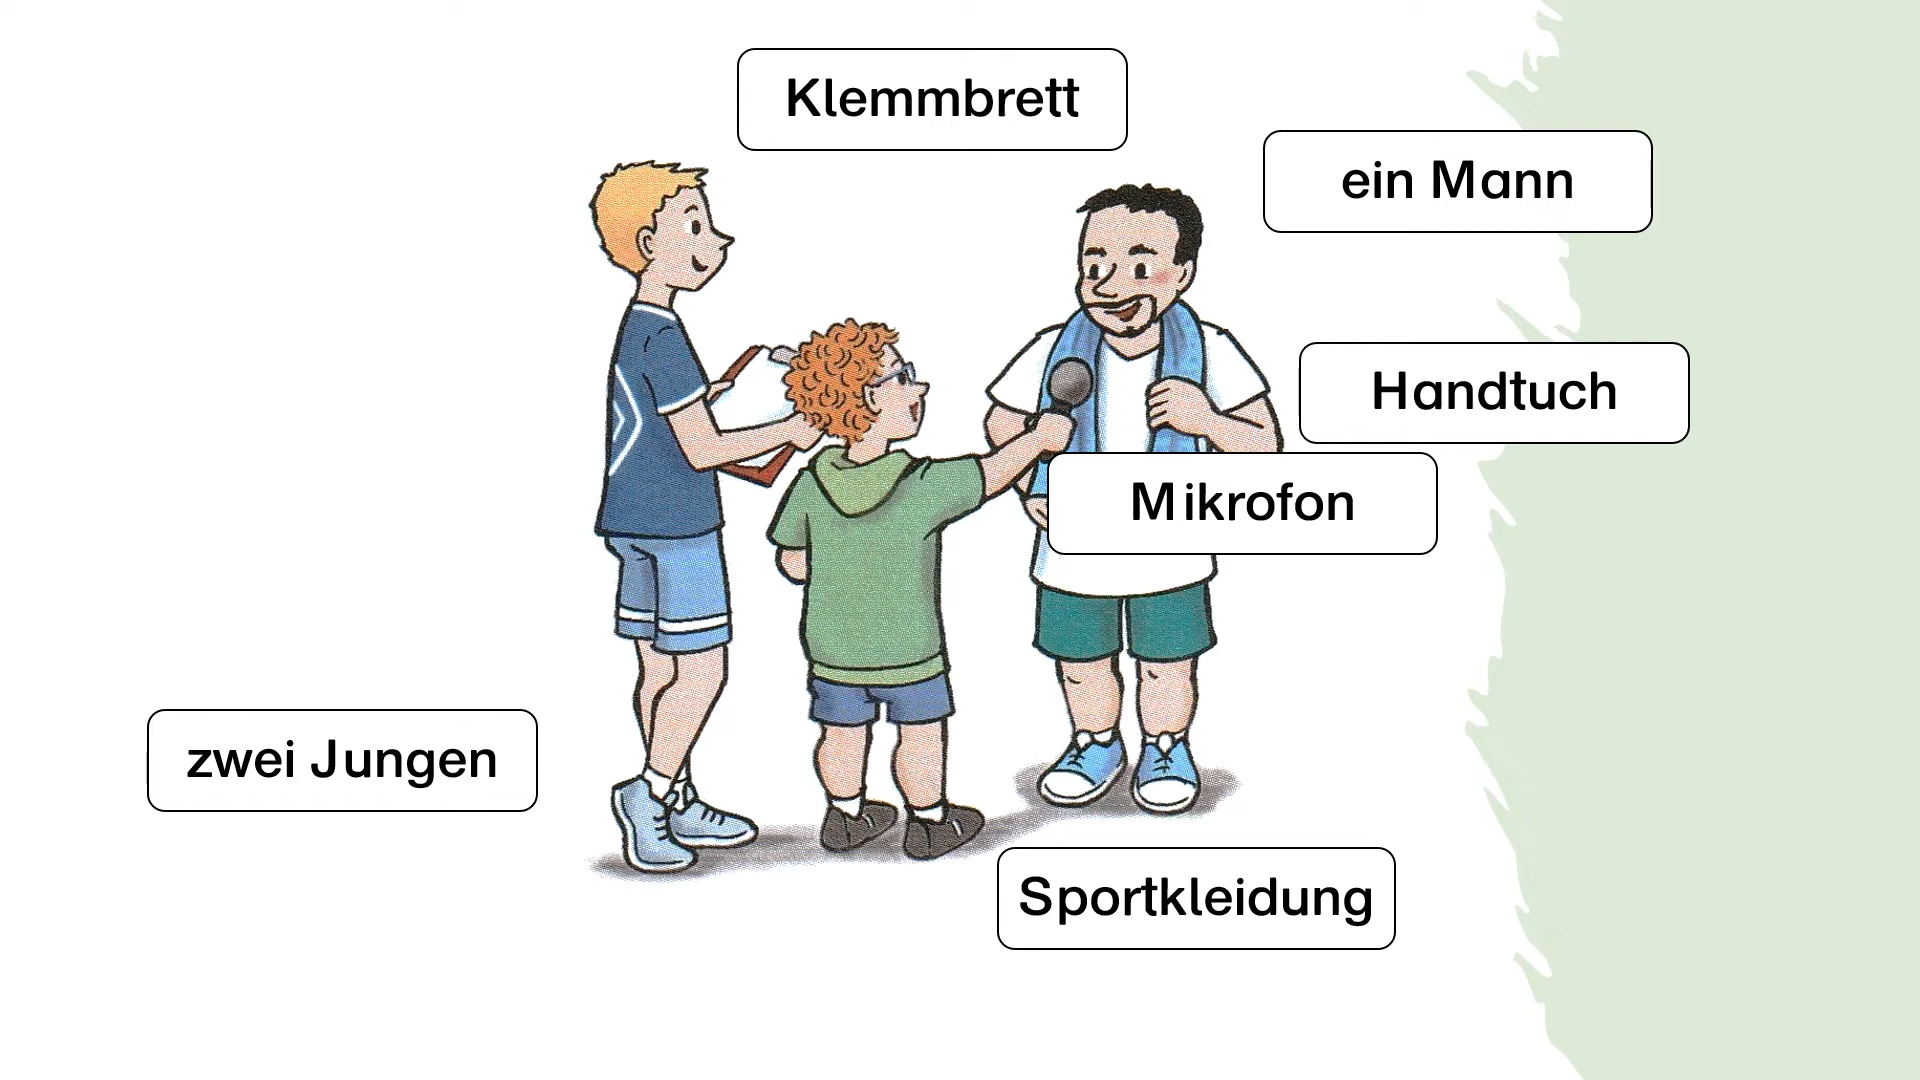 Klemmbrett
ein Mann
Handtuch
Mikrofon
zwei Jungen
Sportkleidung